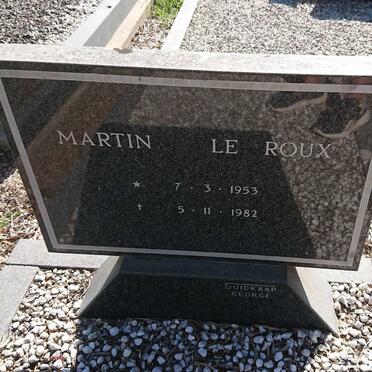 MARTIN LE ROUX
* 7 · 3 · 1953
✝ 5 · 11 · 1982
SUIDKAAP
GEORGE